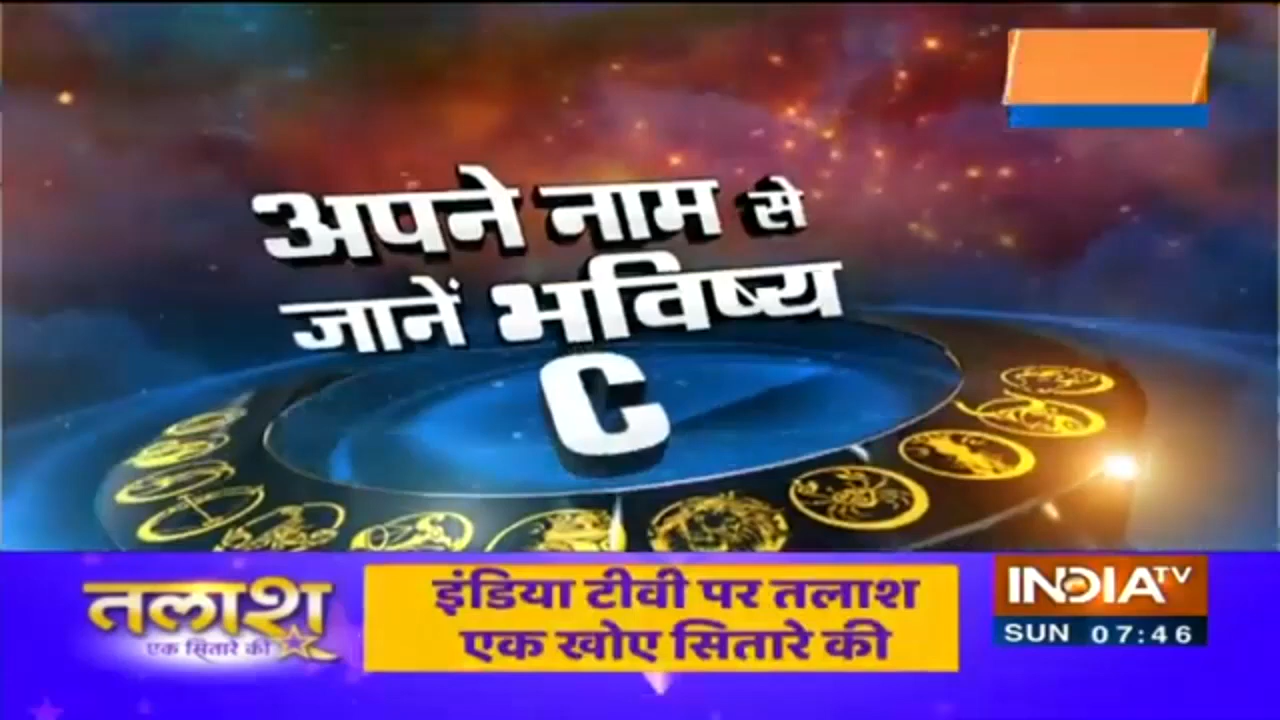 अपने नाम से
जानें भविष्य
C
तलाश
एक सितारे की
इंडिया टीवी पर तलाश
एक खोए सितारे की
INDIA TV
SUN 07:46